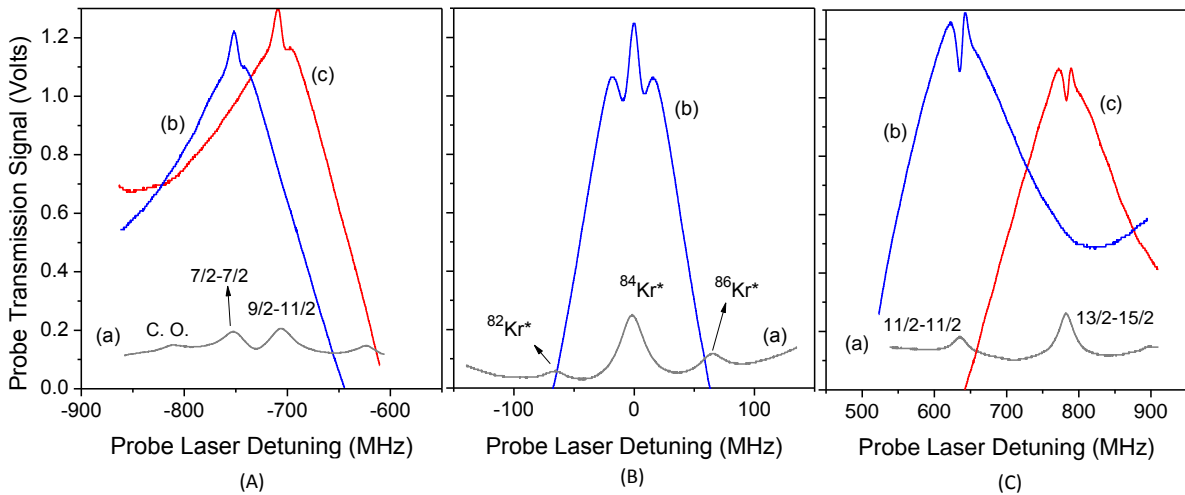 Probe Transmission Signal (Volts)
1.2
1.0
0.8
0.6
0.4
0.2
0.0
(b)
(c)
7/2-7/2
9/2-11/2
(a)
C. O.
-900
-800
-700
-600
Probe Laser Detuning (MHz)
(A)
(b)
84Kr*
86Kr*
82Kr*
(a)
-100
0
100
Probe Laser Detuning (MHz)
(B)
(b)
(c)
11/2-11/2
13/2-15/2
(a)
500
600
700
800
900
Probe Laser Detuning (MHz)
(C)